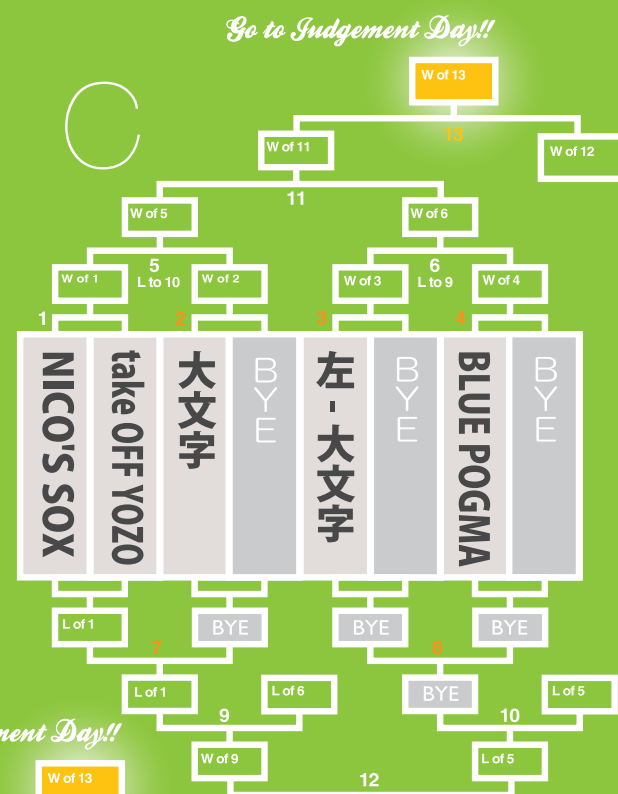 Go to Judgement Day!!
W of 13
C
13
W of 11
W of 12
11
W of 5
W of 6
5
L to 10
6
L to 9
W of 1
W of 2
W of 3
W of 4
1
2
3
4
NICO'S SOX
take OFF YOZO
大文字
BYE
左-大文字
BYE
BLUE POGMA
BYE
L of 1
BYE
BYE
BYE
7
8
L of 1
L of 6
BYE
L of 5
9
10
ment Day!!
W of 9
L of 5
W of 13
12